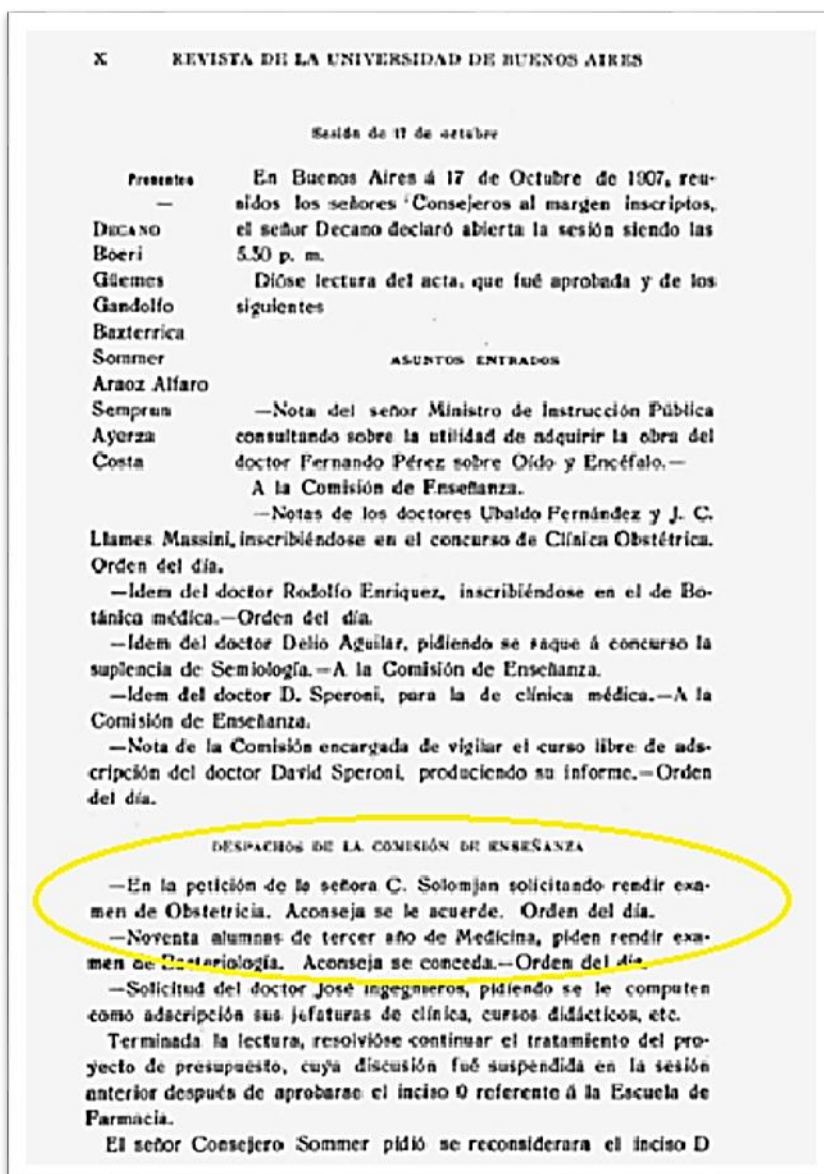 X REVISTA DE LA UNIVERSIDAD DE BUENOS AIRES
Sesión de 17 de octubre
Presentes
—
DECANO
Boeri
Güemes
Gandolfo
Bazterrica
Sommer
Araoz Alfaro
Semprun
Ayerza
Costa
En Buenos Aires á 17 de Octubre de 1907, reu-
nidos los señores Consejeros al margen inscriptos,
el señor Decano declaró abierta la sesión siendo las
5.30 p. m.
Dióse lectura del acta, que fué aprobada y de los
siguientes
ASUNTOS ENTRADOS
—Nota del señor Ministro de Instrucción Pública
consultando sobre la utilidad de adquirir la obra del
doctor Fernando Pérez sobre Oído y Encéfalo.—
A la Comisión de Enseñanza.
—Notas de los doctores Ubaldo Fernández y J. C.
Llames Massini, inscribiéndose en el concurso de Clínica Obstétrica.
Orden del día.
—Idem del doctor Rodolfo Enriquez, inscribiéndose en el de Bo-
tánica médica.—Orden del día.
—Idem del doctor Delio Aguilar, pidiendo se saque á concurso la
suplencia de Semiología.—A la Comisión de Enseñanza.
—Idem del doctor D. Speroni, para la de clínica médica.—A la
Comisión de Enseñanza.
—Nota de la Comisión encargada de vigilar el curso libre de ads-
cripción del doctor David Speroni, produciendo su informe.—Orden
del día.
DESPACHOS DE LA COMISIÓN DE ENSEÑANZA
—En la petición de la señora C. Solomjan solicitando rendir exa-
men de Obstetricia. Aconseja se le acuerde. Orden del día.
—Noventa alumnas de tercer año de Medicina, piden rendir exa-
men de Bacteriología. Aconseja se conceda.—Orden del día.
—Solicitud del doctor José Ingegnieros, pidiendo se le computen
como adscripción sus jefaturas de clínica, cursos didácticos, etc.
Terminada la lectura, resolvióse continuar el tratamiento del pro-
yecto de presupuesto, cuya discusión fué suspendida en la sesión
anterior después de aprobarse el inciso 9 referente á la Escuela de
Farmacia.
El señor Consejero Sommer pidió se reconsiderara el inciso D